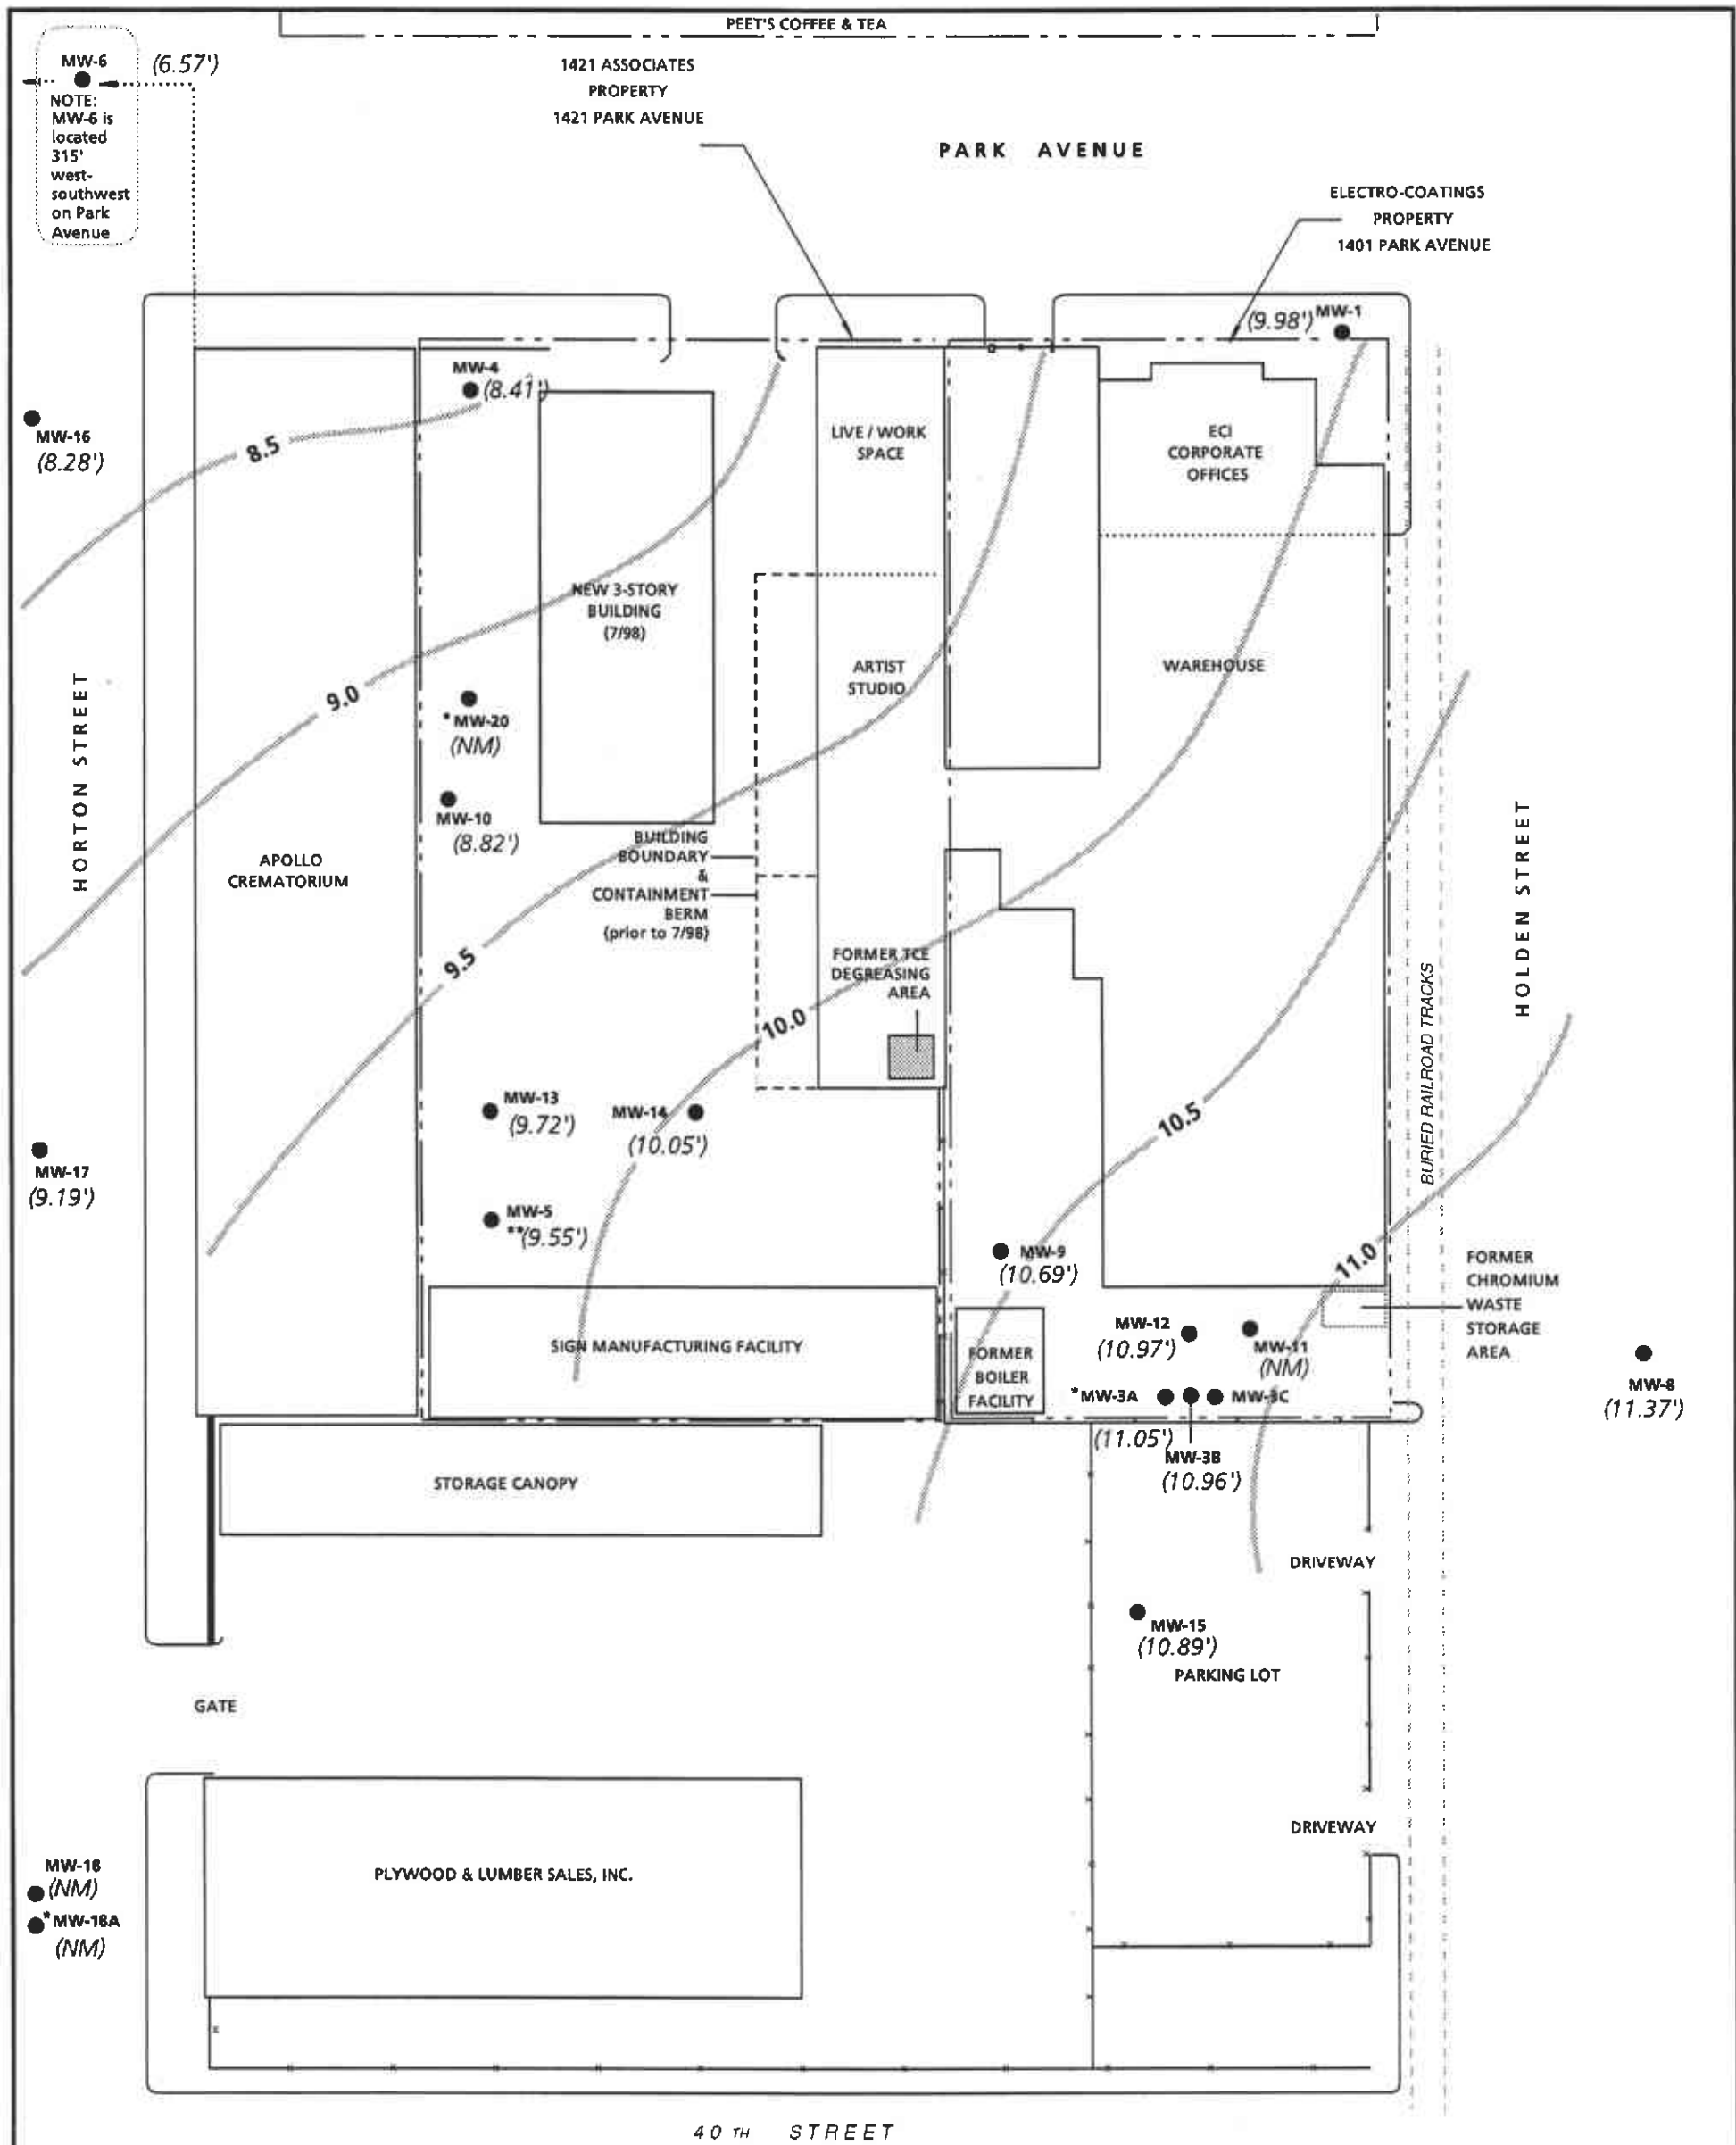 PEET'S COFFEE & TEA
MW-6
(6.57')
NOTE:
MW-6 is
located
315'
west-
southwest
on Park
Avenue
1421 ASSOCIATES
PROPERTY
1421 PARK AVENUE
PARK AVENUE
ELECTRO-COATINGS
PROPERTY
1401 PARK AVENUE
MW-1
(9.98')
MW-4
(8.41')
MW-16
(8.28')
8.5
LIVE / WORK
SPACE
ECI
CORPORATE
OFFICES
NEW 3-STORY
BUILDING
(7/98)
ARTIST
STUDIO
WAREHOUSE
HORTON STREET
9.0
*MW-20
(NM)
MW-10
(8.82')
APOLLO
CREMATORIUM
BUILDING
BOUNDARY
&
CONTAINMENT
BERM
(prior to 7/98)
HOLDEN STREET
9.5
FORMER TCE
DEGREASING
AREA
10.0
BURIED RAILROAD TRACKS
MW-13
(9.72')
MW-14
(10.05')
10.5
MW-17
(9.19')
MW-5
**(9.55')
MW-9
(10.69')
11.0
FORMER
CHROMIUM
WASTE
STORAGE
AREA
SIGN MANUFACTURING FACILITY
FORMER
BOILER
FACILITY
MW-12
(10.97')
MW-11
(NM)
MW-8
(11.37')
*MW-3A
MW-3C
(11.05')
MW-3B
(10.96')
STORAGE CANOPY
DRIVEWAY
MW-15
(10.89')
PARKING LOT
GATE
DRIVEWAY
PLYWOOD & LUMBER SALES, INC.
MW-18
(NM)
*MW-18A
(NM)
40 TH STREET